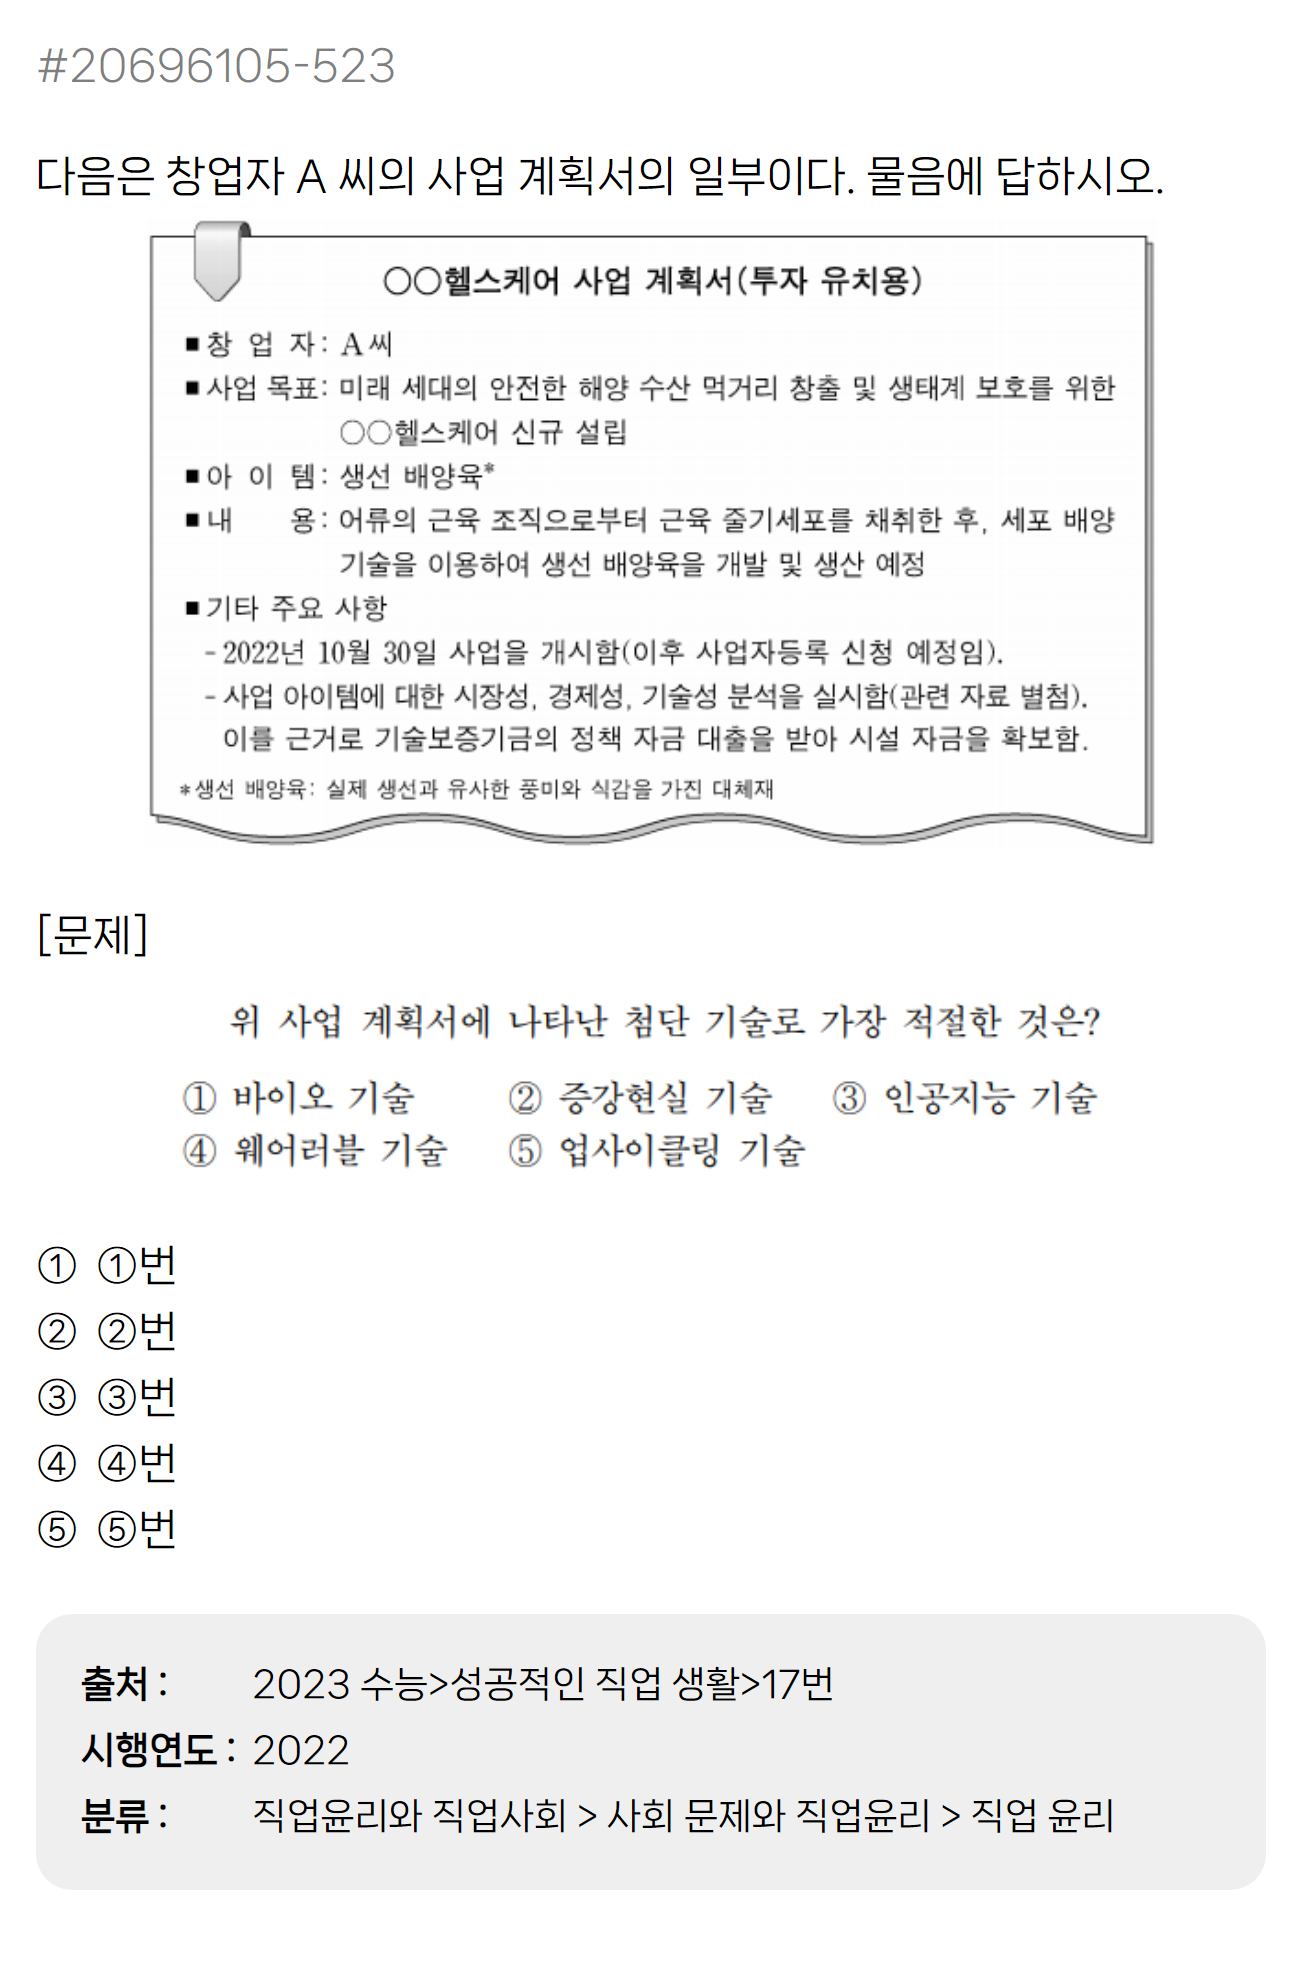 #20696105-523
다음은 창업자 A 씨의 사업 계획서의 일부이다. 물음에 답하시오.
○○헬스케어 사업 계획서(투자 유치용)
■ 창 업 자: A씨
■ 사업 목표: 미래 세대의 안전한 해양 수산 먹거리 창출 및 생태계 보호를 위한
○○헬스케어 신규 설립
■ 아 이 템: 생선 배양육*
■ 내 용: 어류의 근육 조직으로부터 근육 줄기세포를 채취한 후, 세포 배양
기술을 이용하여 생선 배양육을 개발 및 생산 예정
■ 기타 주요 사항
- 2022년 10월 30일 사업을 개시함(이후 사업자등록 신청 예정임).
- 사업 아이템에 대한 시장성, 경제성, 기술성 분석을 실시함(관련 자료 별첨).
이를 근거로 기술보증기금의 정책 자금 대출을 받아 시설 자금을 확보함.
* 생선 배양육: 실제 생선과 유사한 풍미와 식감을 가진 대체재
[문제]
위 사업 계획서에 나타난 첨단 기술로 가장 적절한 것은?
① 바이오 기술 ② 증강현실 기술 ③ 인공지능 기술
④ 웨어러블 기술 ⑤ 업사이클링 기술
① ①번
② ②번
③ ③번
④ ④번
⑤ ⑤번
출처 : 2023 수능>성공적인 직업 생활>17번
시행연도 : 2022
분류 : 직업윤리와 직업사회 > 사회 문제와 직업윤리 > 직업 윤리